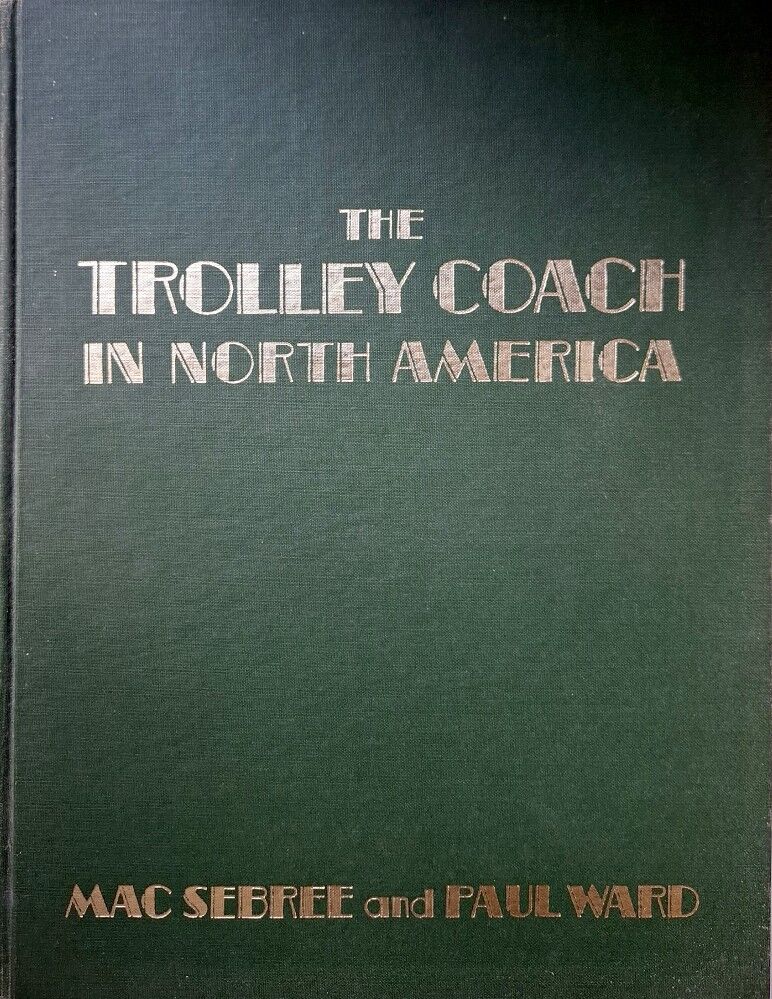 THE
TROLLEY COACH
IN NORTH AMERICA
MAC SEBREE and PAUL WARD